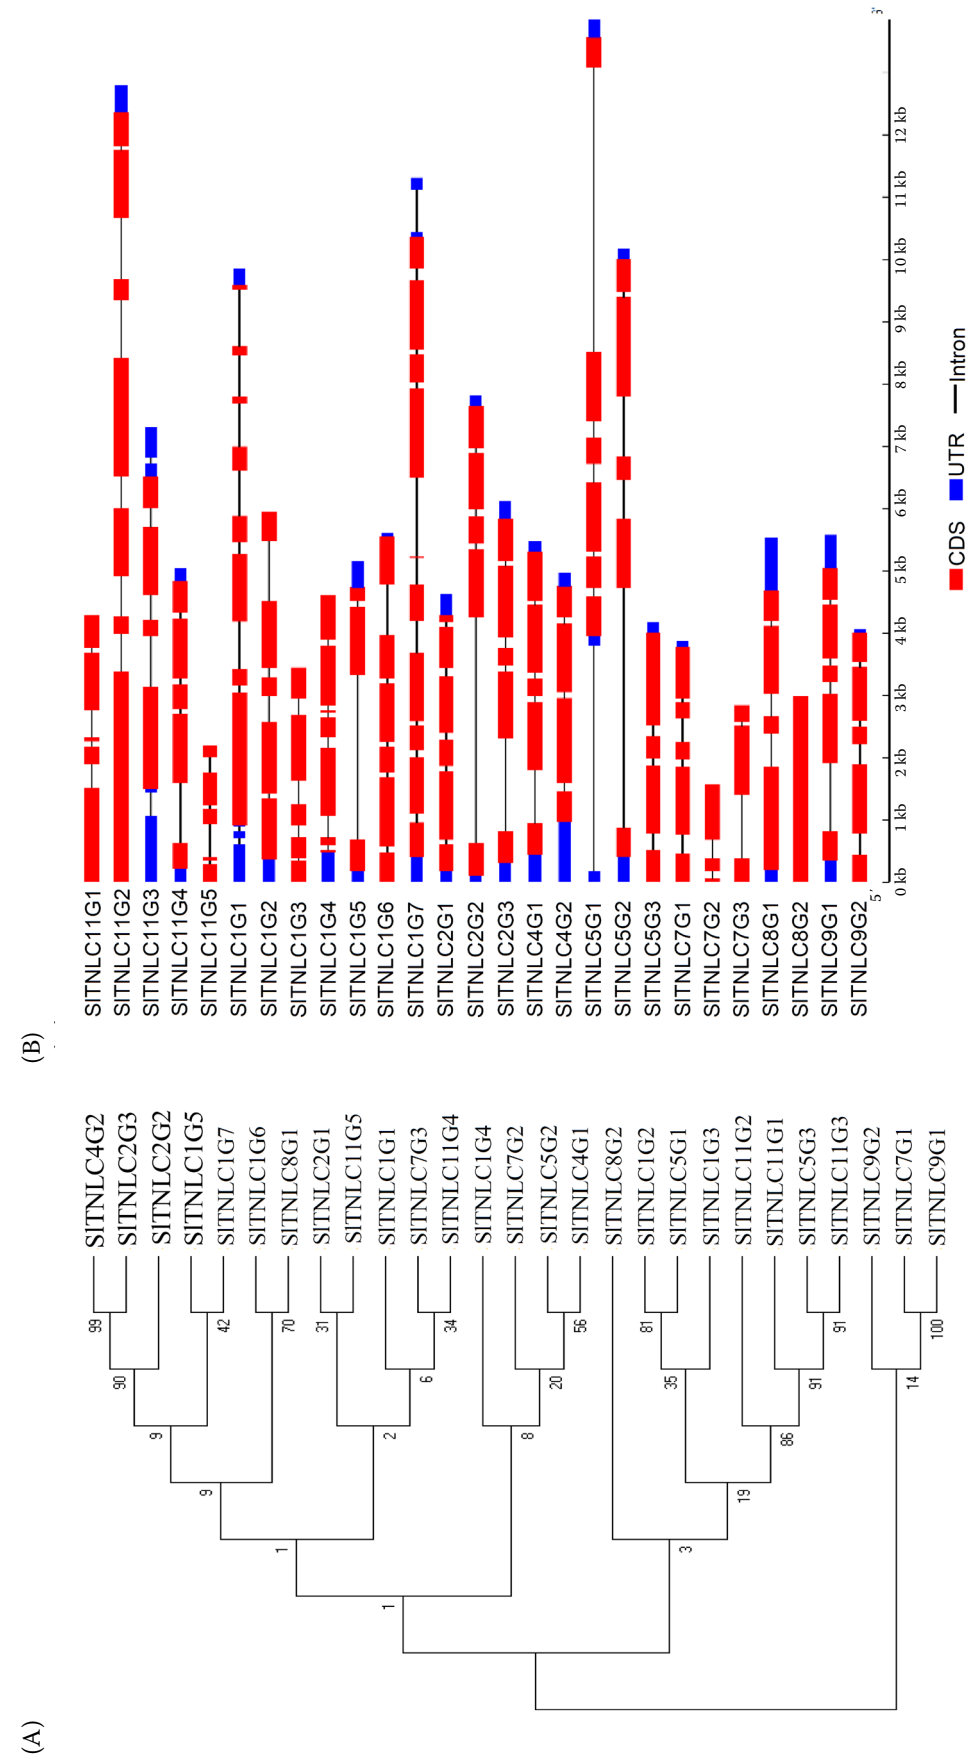 (A)
SlTNLC4G2
SlTNLC2G3
SlTNLC2G2
SlTNLC1G5
SlTNLC1G7
SlTNLC1G6
SlTNLC8G1
SlTNLC2G1
SlTNLC11G5
SlTNLC1G1
SlTNLC7G3
SlTNLC11G4
SlTNLC1G4
SlTNLC7G2
SlTNLC5G2
SlTNLC4G1
SlTNLC8G2
SlTNLC1G2
SlTNLC5G1
SlTNLC1G3
SlTNLC11G2
SlTNLC11G1
SlTNLC5G3
SlTNLC11G3
SlTNLC9G2
SlTNLC7G1
SlTNLC9G1
99
90
9
42
9
70
31
1
2
34
6
1
8
20
56
81
35
3
19
86
91
91
14
100
(B)
SlTNLC11G1
SlTNLC11G2
SlTNLC11G3
SlTNLC11G4
SlTNLC11G5
SlTNLC1G1
SlTNLC1G2
SlTNLC1G3
SlTNLC1G4
SlTNLC1G5
SlTNLC1G6
SlTNLC1G7
SlTNLC2G1
SlTNLC2G2
SlTNLC2G3
SlTNLC4G1
SlTNLC4G2
SlTNLC5G1
SlTNLC5G2
SlTNLC5G3
SlTNLC7G1
SlTNLC7G2
SlTNLC7G3
SlTNLC8G1
SlTNLC8G2
SlTNLC9G1
SlTNLC9G2
5'
0 kb 1 kb 2 kb 3 kb 4 kb 5 kb 6 kb 7 kb 8 kb 9 kb 10 kb 11 kb 12 kb
CDS UTR Intron